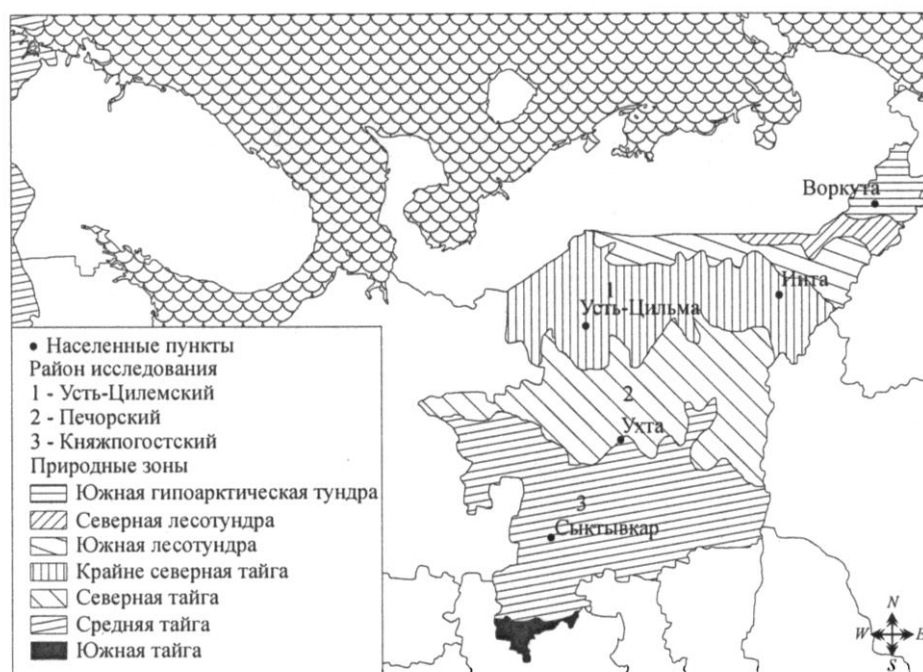 Воркута
Инта
1
Усть-Цильма
2
Ухта
3
Сыктывкар
• Населенные пункты
Район исследования
1 - Усть-Цилемский
2 - Печорский
3 - Княжпогостский
Природные зоны
Южная гипоарктическая тундра
Северная лесотундра
Южная лесотундра
Крайне северная тайга
Северная тайга
Средняя тайга
Южная тайга
N
W E
S